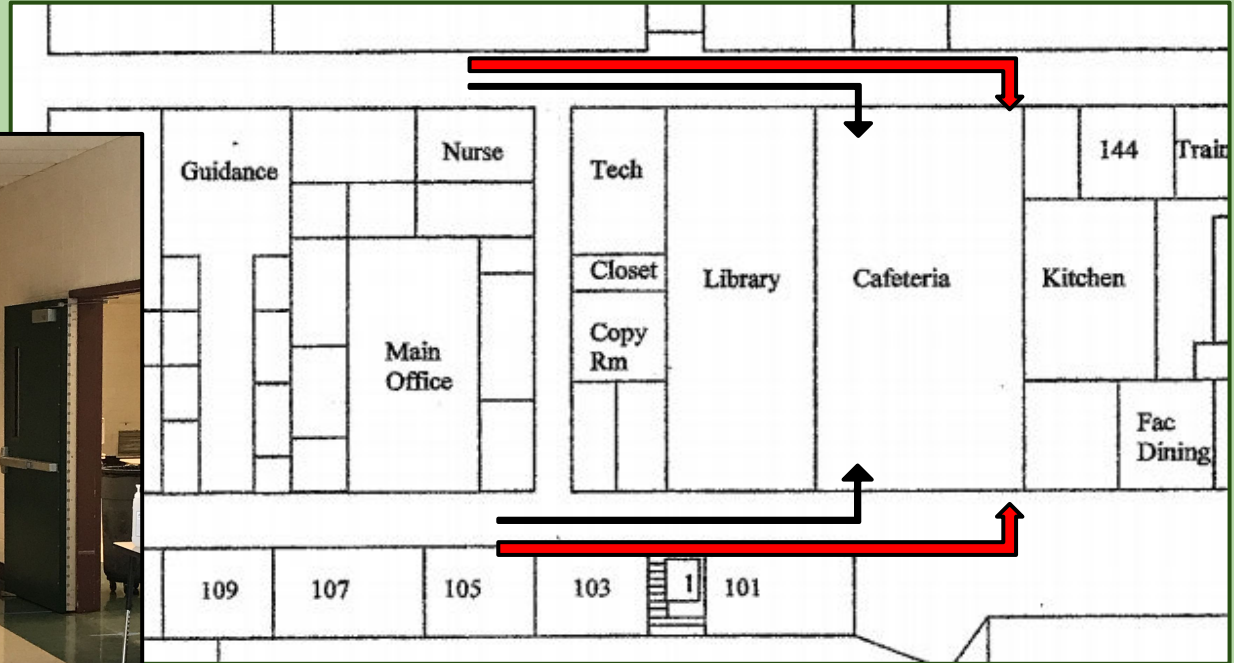 Guidance
Nurse
Tech
144
Closet
Library
Cafeteria
Kitchen
Copy
Rm
Main
Office
Fac
Dining
109
107
105
103
1
101